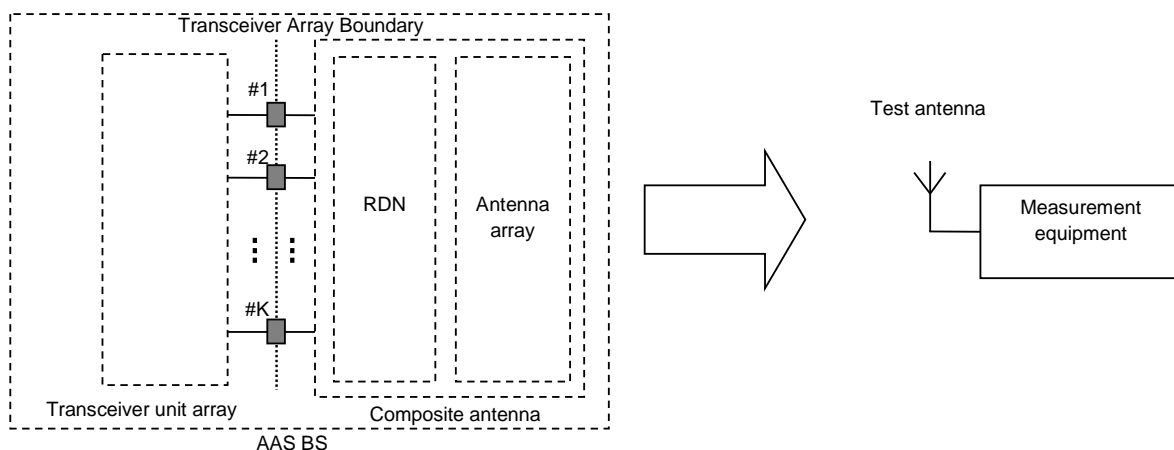 Transceiver Array Boundary
#1
#2
#K
RDN
Antenna
array
Transceiver unit array
Composite antenna
AAS BS
Test antenna
Measurement
equipment